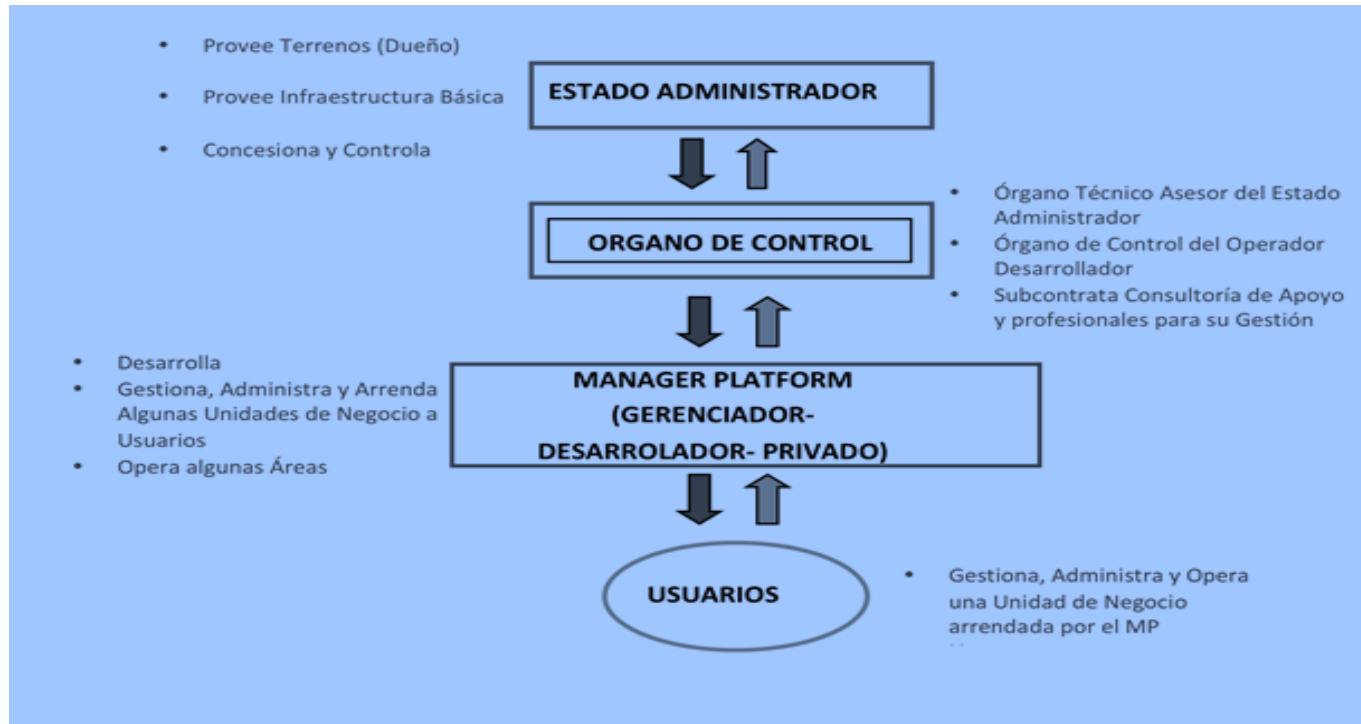 • Provee Terrenos (Dueño)
• Provee Infraestructura Básica
• Concesiona y Controla
ESTADO ADMINISTRADOR
ORGANO DE CONTROL
• Órgano Técnico Asesor del Estado
Administrador
• Órgano de Control del Operador
Desarrollador
• Subcontrata Consultoría de Apoyo
y profesionales para su Gestión
• Desarrolla
• Gestiona, Administra y Arrenda
Algunas Unidades de Negocio a
Usuarios
• Opera algunas Áreas
MANAGER PLATFORM
(GERENCIADOR-
DESARROLADOR- PRIVADO)
USUARIOS
• Gestiona, Administra y Opera
una Unidad de Negocio
arrendada por el MP